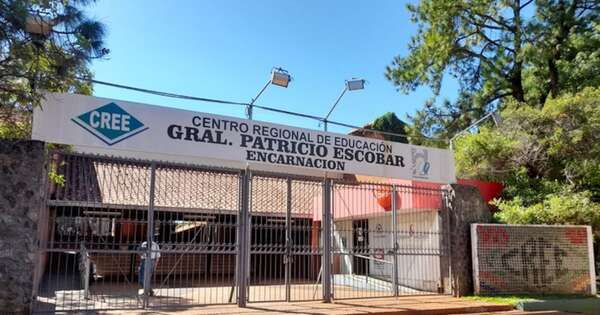 CREE
CENTRO REGIONAL DE EDUCACIÓN
GRAL. PATRICIO ESCOBAR
ENCARNACION
CREE